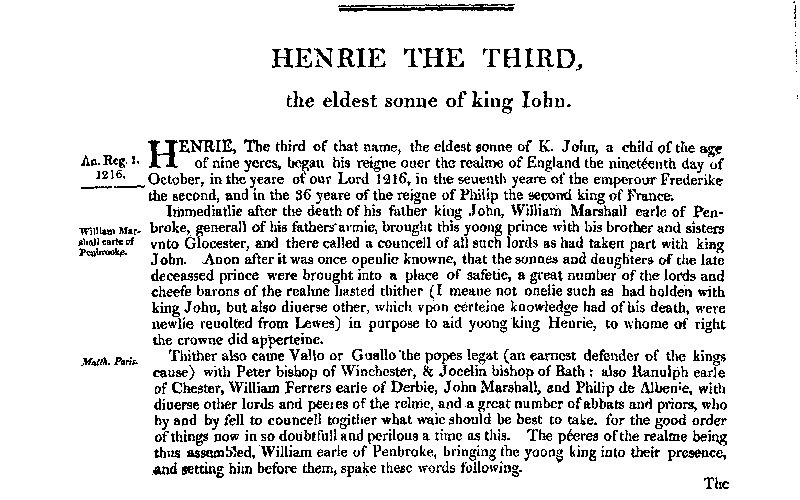 HENRIE THE THIRD,
the eldest sonne of king Iohn.
An. Reg. 1.
1216.
HENRIE, The third of that name, the eldest sonne of K. John, a child of the age
of nine yeres, began his reigne ouer the realme of England the nineteénth day of
October, in the yeare of our Lord 1216, in the seuenth yeare of the emperour Frederike
the second, and in the 36 yeare of the reigne of Philip the second king of France.
William Mar-
shall earle of
Penbrooke.
Immediatlie after the death of his father king John, William Marshall earle of Pen-
broke, generall of his fathers armie, brought this yoong prince with his brother and sisters
vnto Glocester, and there called a councell of all such lords as had taken part with king
John. Anon after it was once openlie knowne, that the sonnes and daughters of the late
deceassed prince were brought into a place of safetie, a great number of the lords and
cheefe barons of the realme hasted thither (I meane not onelie such as had holden with
king John, but also diuerse other, which vpon certeine knowledge had of his death, were
newlie reuolted from Lewes) in purpose to aid yoong king Henrie, to whome of right
the crowne did apperteine.
Matth. Paris.
Thither also came Vallo or Guallo the popes legat (an earnest defender of the kings
cause) with Peter bishop of Winchester, & Jocelin bishop of Bath : also Ranulph earle
of Chester, William Ferrers earle of Derbie, John Marshall, and Philip de Albenie, with
diuerse other lords and peeres of the relme, and a great number of abbats and priors, who
by and by fell to councell togither what waie should be best to take. for the good order
of things now in so doubtfull and perilous a time as this. The péeres of the realme being
thus assembled, William earle of Penbroke, bringing the yoong king into their presence,
and setting him before them, spake these words following.
The